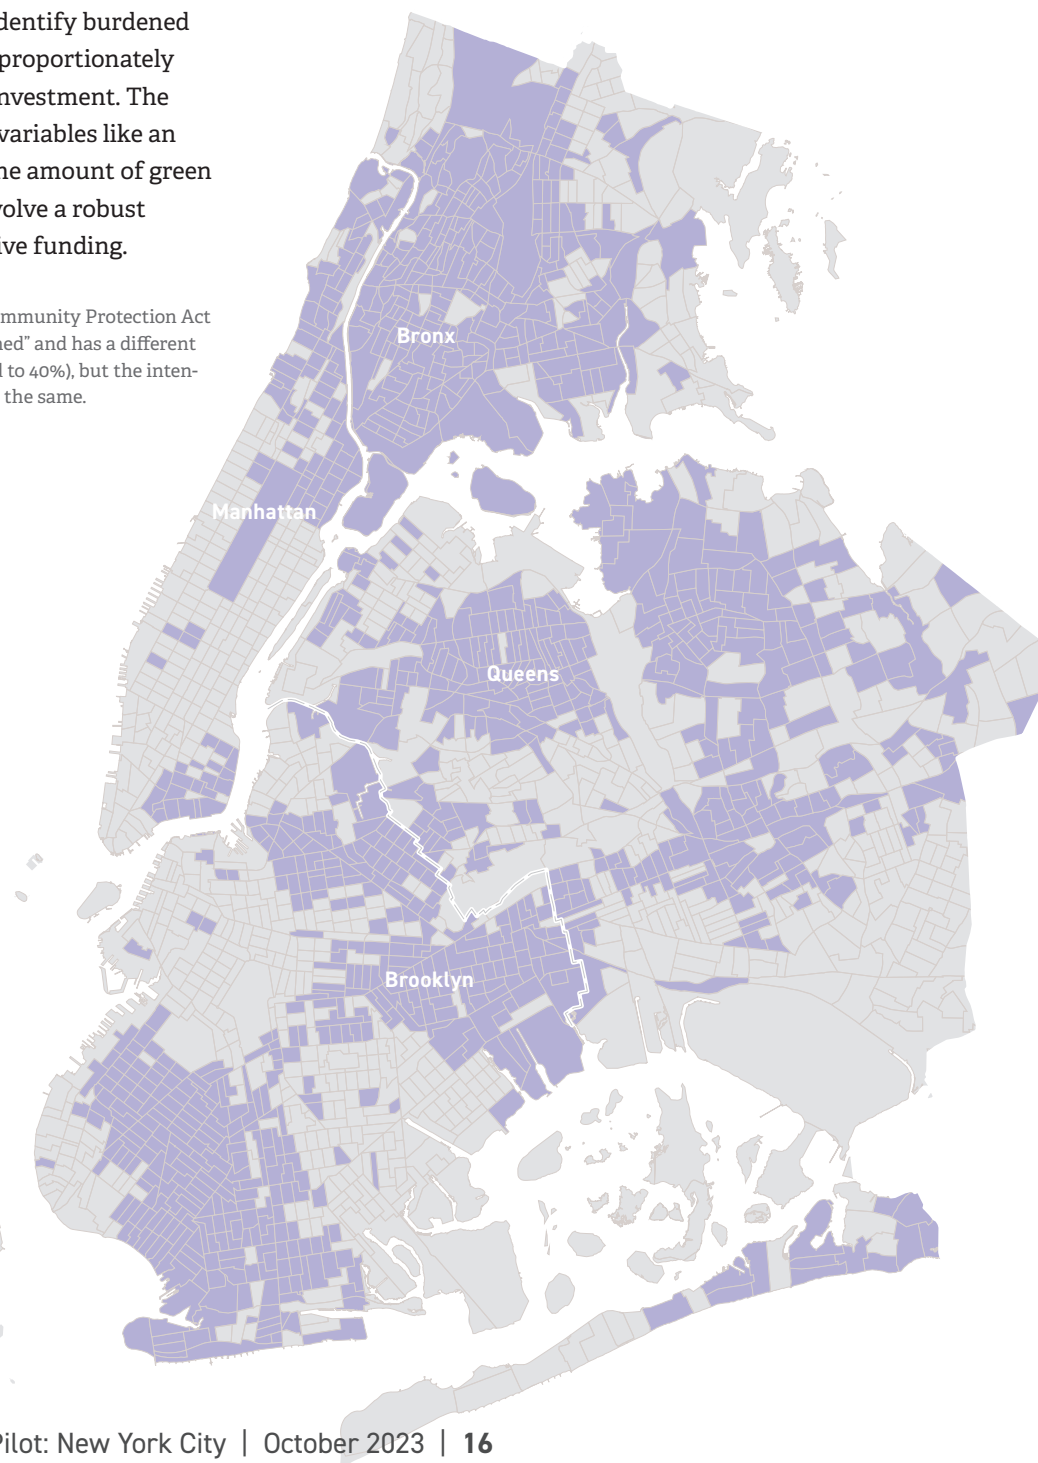 dentify burdened
proportionately
nvestment. The
variables like an
he amount of green
volve a robust
ive funding.
mmunity Protection Act
ned” and has a different
d to 40%), but the inten-
the same.
Bronx
Manhattan
Queens
Brooklyn
Pilot: New York City | October 2023 | 16